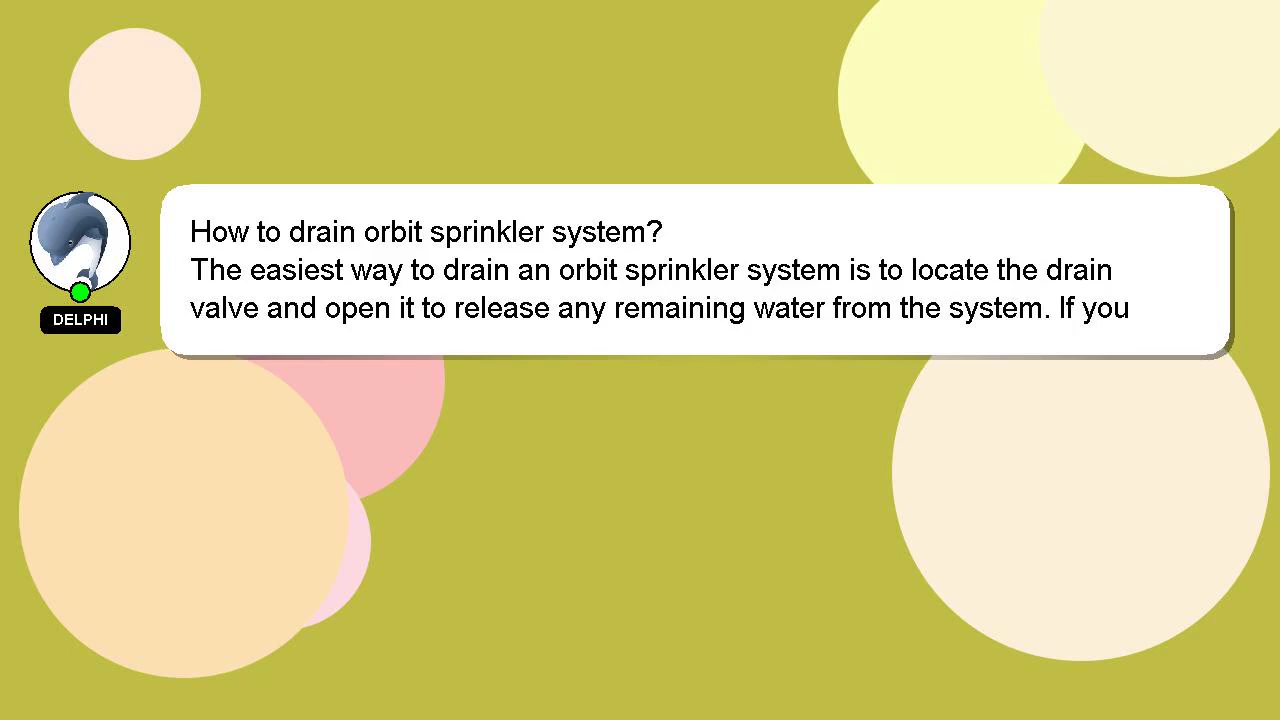 How to drain orbit sprinkler system?
The easiest way to drain an orbit sprinkler system is to locate the drain
valve and open it to release any remaining water from the system. If you
DELPHI